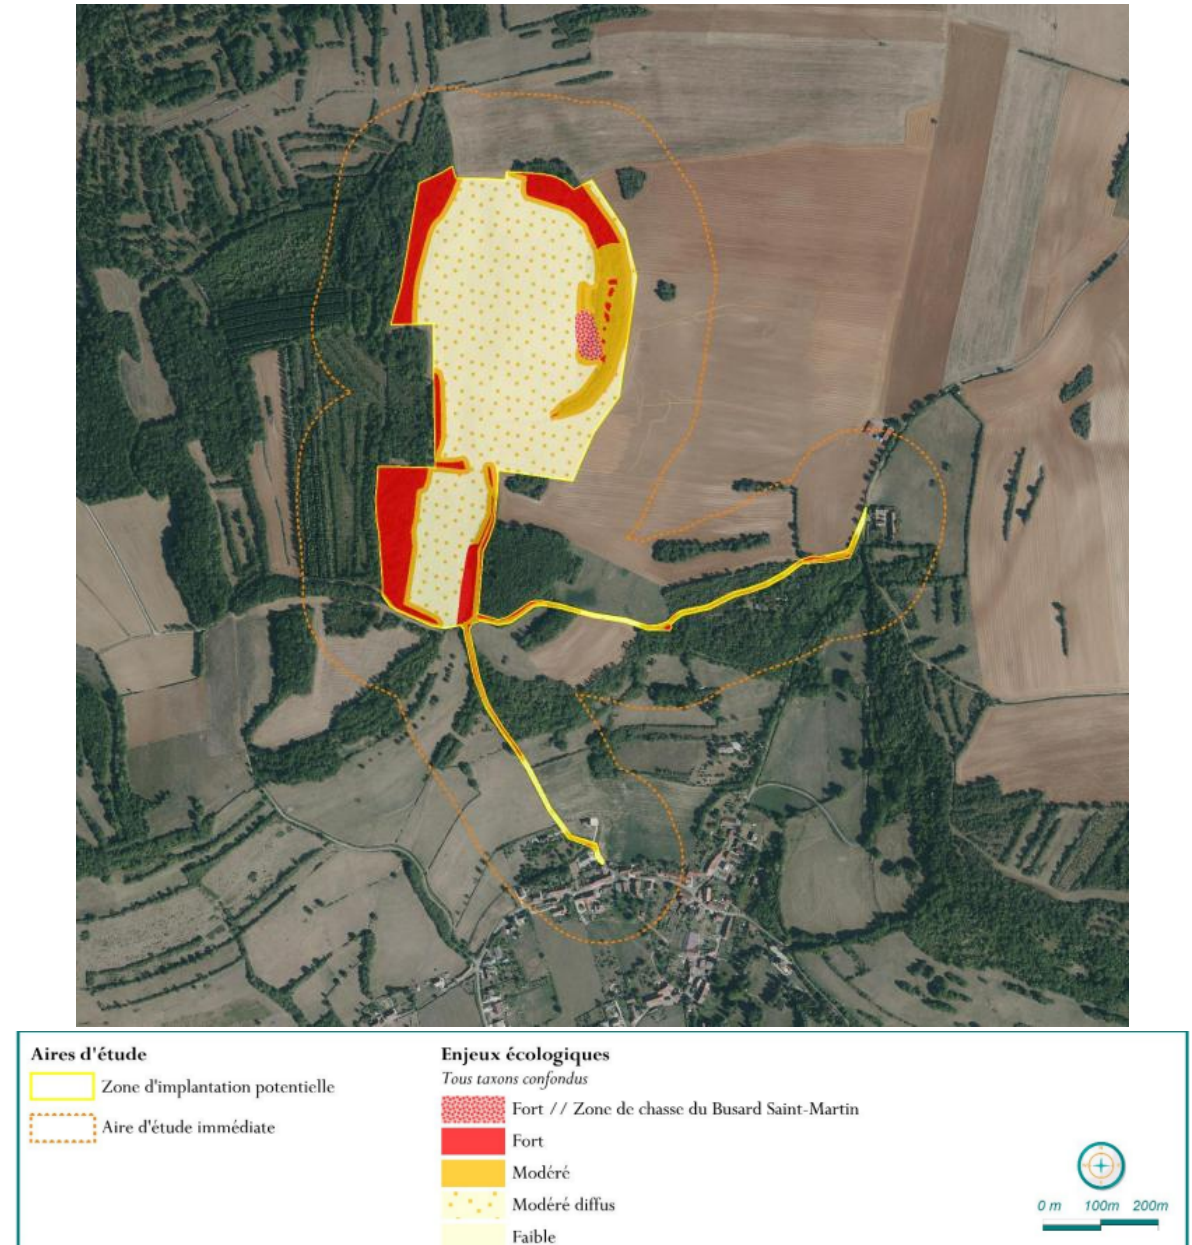 Aires d'étude
Zone d'implantation potentielle
Aire d'étude immédiate
Enjeux écologiques
Tous taxons confondus
Fort // Zone de chasse du Busard Saint-Martin
Fort
Modéré
Modéré diffus
Faible
0 m 100m 200m